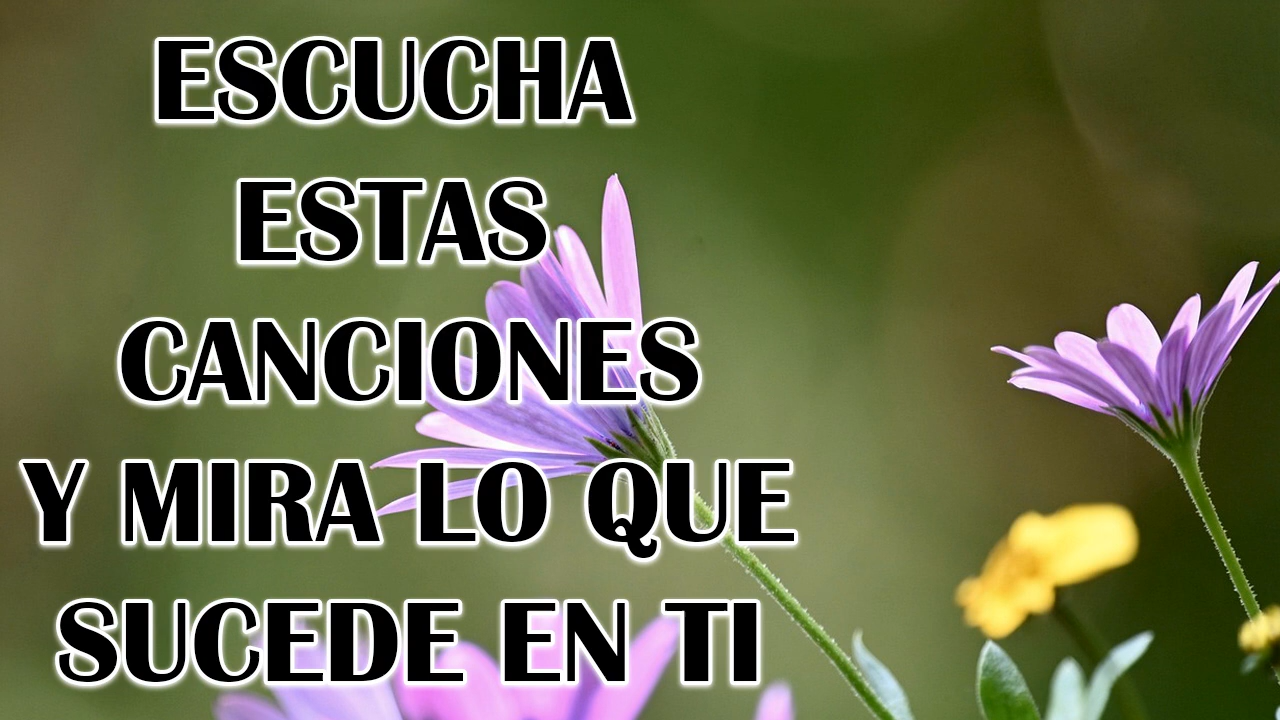 ESCUCHA
ESTAS
CANCIONES
Y MIRA LO QUE
SUCEDE EN TI